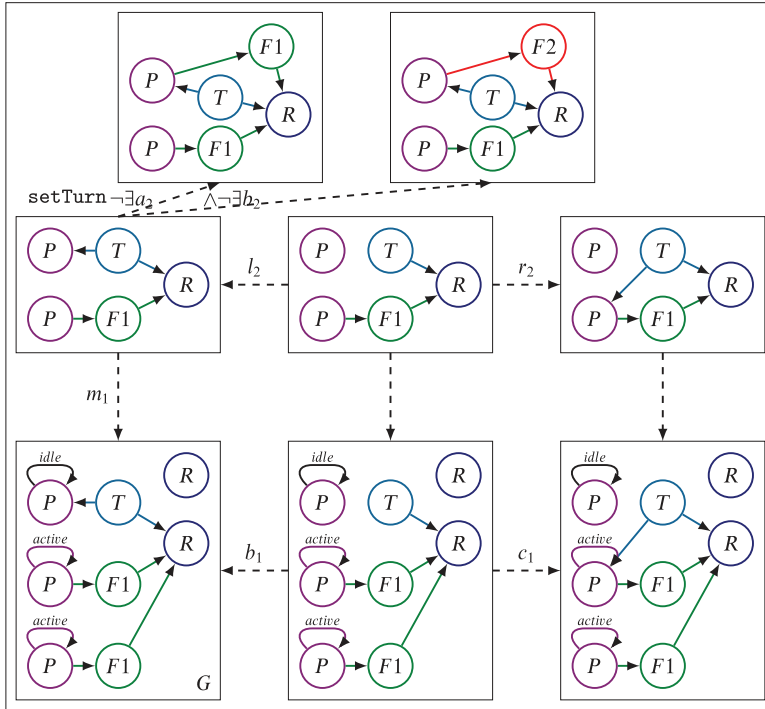 F1
F2
P
T
P
T
R
R
P
F1
P
F1
setTurn ¬∃a₂ ∧¬∃b₂
P
T
P
T
P
T
R
l₂
R
r₂
R
P
F1
P
F1
P
F1
m₁
idle
R
idle
R
idle
R
P
T
P
T
P
T
active
R
b₁
active
R
c₁
active
R
P
F1
P
F1
P
F1
active
active
active
P
F1
P
F1
P
F1
G